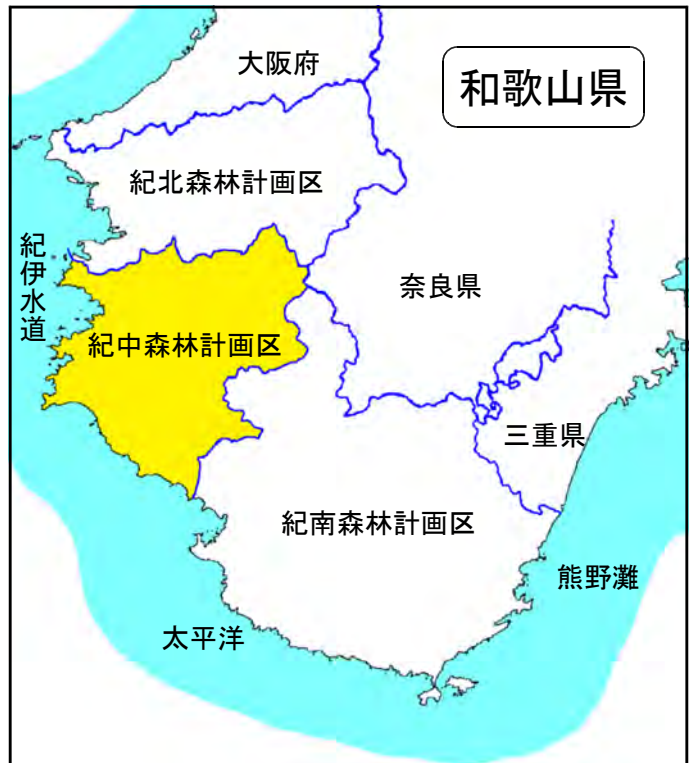 大阪府
和歌山県
紀北森林計画区
紀伊水道
奈良県
紀中森林計画区
三重県
紀南森林計画区
熊野灘
太平洋